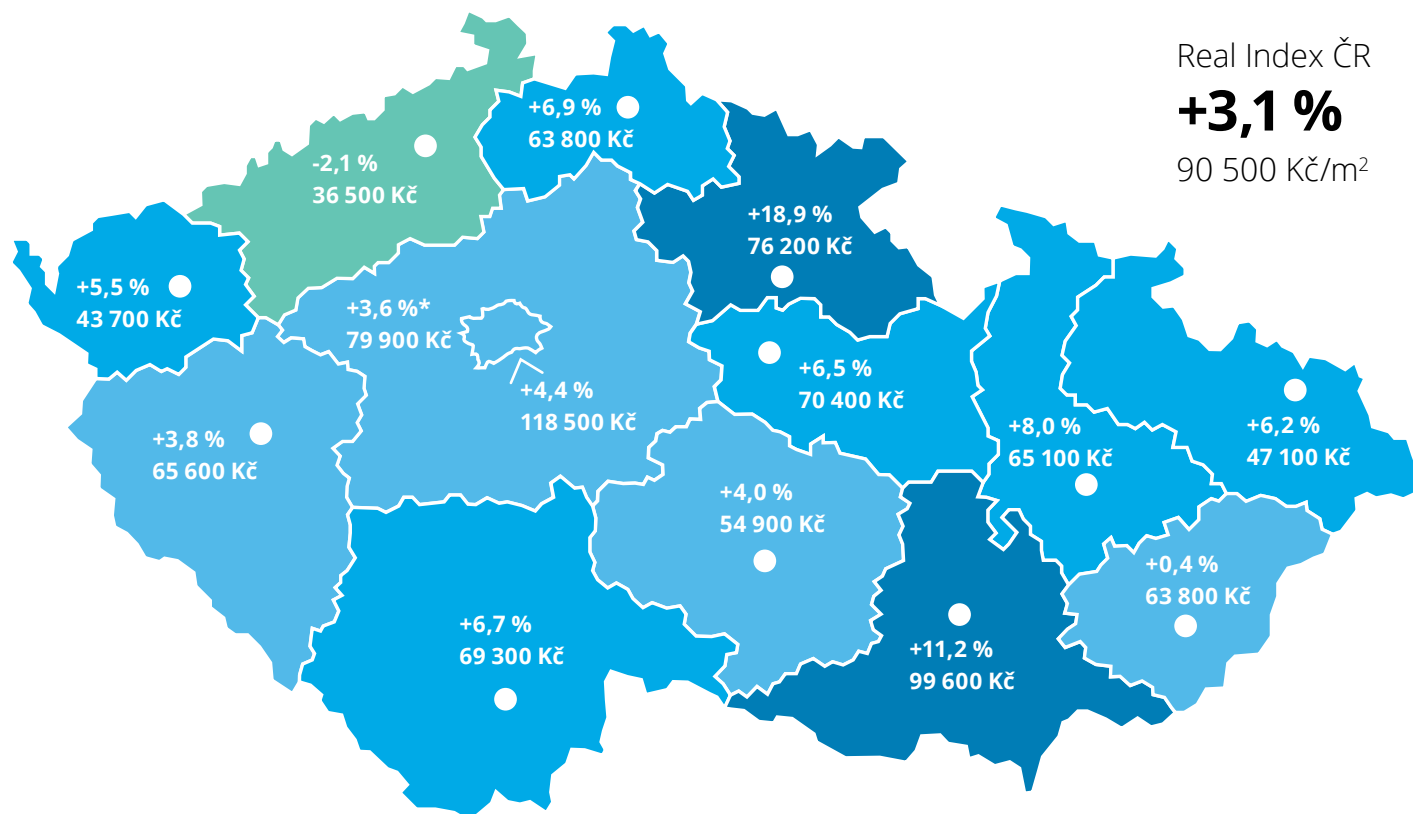 Real Index ČR
+3,1 %
90 500 Kč/m²
+6,9 %
63 800 Kč
-2,1 %
36 500 Kč
+18,9 %
76 200 Kč
+5,5 %
43 700 Kč
+3,6 %*
79 900 Kč
+4,4 %
118 500 Kč
+6,5 %
70 400 Kč
+3,8 %
65 600 Kč
+8,0 %
65 100 Kč
+6,2 %
47 100 Kč
+4,0 %
54 900 Kč
+0,4 %
63 800 Kč
+6,7 %
69 300 Kč
+11,2 %
99 600 Kč